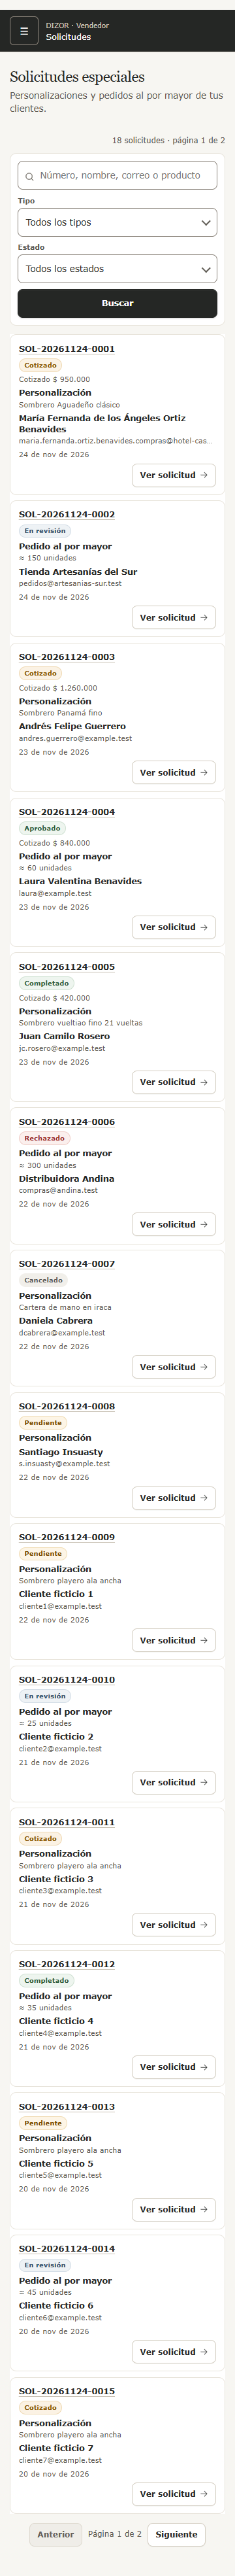 DIZOR · Vendedor
Solicitudes
Solicitudes especiales
Personalizaciones y pedidos al por mayor de tus
clientes.
18 solicitudes · página 1 de 2
Número, nombre, correo o producto
Tipo
Todos los tipos
Estado
Todos los estados
Buscar
SOL-20261124-0001
Cotizado
Cotizado $ 950.000
Personalización
Sombrero Aguadeño clásico
María Fernanda de los Ángeles Ortiz
Benavides
maria.fernanda.ortiz.benavides.compras@hotel-cas...
24 de nov de 2026
Ver solicitud →
SOL-20261124-0002
En revisión
Pedido al por mayor
≈ 150 unidades
Tienda Artesanías del Sur
pedidos@artesanias-sur.test
24 de nov de 2026
Ver solicitud →
SOL-20261124-0003
Cotizado
Cotizado $ 1.260.000
Personalización
Sombrero Panamá fino
Andrés Felipe Guerrero
andres.guerrero@example.test
23 de nov de 2026
Ver solicitud →
SOL-20261124-0004
Aprobado
Cotizado $ 840.000
Pedido al por mayor
≈ 60 unidades
Laura Valentina Benavides
laura@example.test
23 de nov de 2026
Ver solicitud →
SOL-20261124-0005
Completado
Cotizado $ 420.000
Personalización
Sombrero vueltiao fino 21 vueltas
Juan Camilo Rosero
jc.rosero@example.test
23 de nov de 2026
Ver solicitud →
SOL-20261124-0006
Rechazado
Pedido al por mayor
≈ 300 unidades
Distribuidora Andina
compras@andina.test
22 de nov de 2026
Ver solicitud →
SOL-20261124-0007
Cancelado
Personalización
Cartera de mano en iraca
Daniela Cabrera
dcabrera@example.test
22 de nov de 2026
Ver solicitud →
SOL-20261124-0008
Pendiente
Personalización
Santiago Insuasty
s.insuasty@example.test
22 de nov de 2026
Ver solicitud →
SOL-20261124-0009
Pendiente
Personalización
Sombrero playero ala ancha
Cliente ficticio 1
cliente1@example.test
22 de nov de 2026
Ver solicitud →
SOL-20261124-0010
En revisión
Pedido al por mayor
≈ 25 unidades
Cliente ficticio 2
cliente2@example.test
21 de nov de 2026
Ver solicitud →
SOL-20261124-0011
Cotizado
Personalización
Sombrero playero ala ancha
Cliente ficticio 3
cliente3@example.test
21 de nov de 2026
Ver solicitud →
SOL-20261124-0012
Completado
Pedido al por mayor
≈ 35 unidades
Cliente ficticio 4
cliente4@example.test
21 de nov de 2026
Ver solicitud →
SOL-20261124-0013
Pendiente
Personalización
Sombrero playero ala ancha
Cliente ficticio 5
cliente5@example.test
20 de nov de 2026
Ver solicitud →
SOL-20261124-0014
En revisión
Pedido al por mayor
≈ 45 unidades
Cliente ficticio 6
cliente6@example.test
20 de nov de 2026
Ver solicitud →
SOL-20261124-0015
Cotizado
Personalización
Sombrero playero ala ancha
Cliente ficticio 7
cliente7@example.test
20 de nov de 2026
Ver solicitud →
Anterior Página 1 de 2 Siguiente